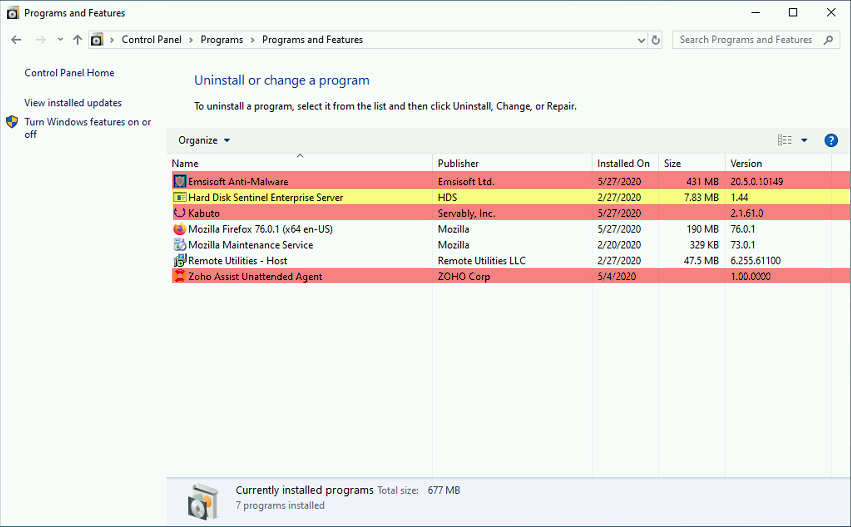 Programs and Features
Control Panel > Programs > Programs and Features
Search Programs and Features
Control Panel Home
View installed updates
Turn Windows features on or
off
Uninstall or change a program
To uninstall a program, select it from the list and then click Uninstall, Change, or Repair.
Organize
Name Publisher Installed On Size Version
Emsisoft Anti-Malware Emsisoft Ltd. 5/27/2020 431 MB 20.5.0.10149
Hard Disk Sentinel Enterprise Server HDS 2/27/2020 7.83 MB 1.44
Kabuto Servably, Inc. 5/27/2020 2.1.61.0
Mozilla Firefox 76.0.1 (x64 en-US) Mozilla 5/27/2020 190 MB 76.0.1
Mozilla Maintenance Service Mozilla 2/20/2020 329 KB 73.0.1
Remote Utilities - Host Remote Utilities LLC 2/27/2020 47.5 MB 6.255.61100
Zoho Assist Unattended Agent ZOHO Corp 5/4/2020 1.00.0000
Currently installed programs Total size: 677 MB
7 programs installed